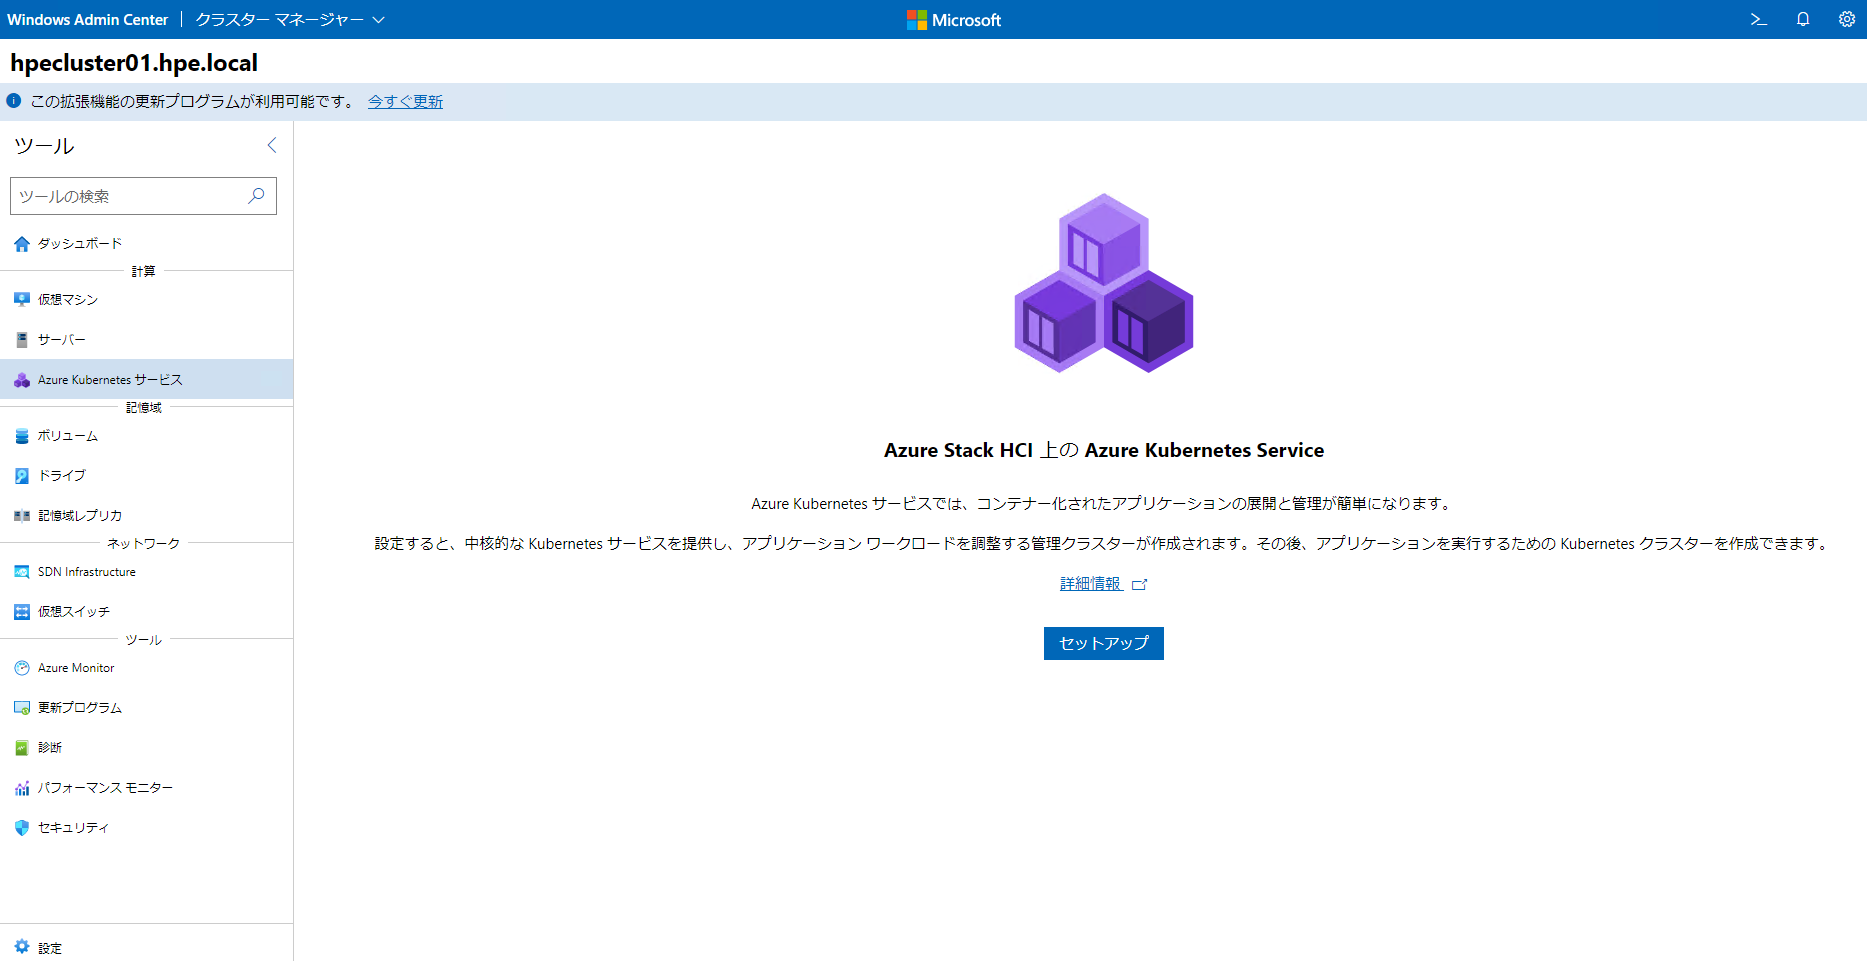 Windows Admin Center
クラスター マネージャー
Microsoft
hpecluster01.hpe.local
この拡張機能の更新プログラムが利用可能です。 今すぐ更新
ツール
ツールの検索
ダッシュボード
計算
仮想マシン
サーバー
Azure Kubernetes サービス
記憶域
ボリューム
ドライブ
記憶域レプリカ
ネットワーク
SDN Infrastructure
仮想スイッチ
ツール
Azure Monitor
更新プログラム
診断
パフォーマンス モニター
セキュリティ
設定
Azure Stack HCI 上の Azure Kubernetes Service
Azure Kubernetes サービスでは、コンテナー化されたアプリケーションの展開と管理が簡単になります。
設定すると、中核的な Kubernetes サービスを提供し、アプリケーション ワークロードを調整する管理クラスターが作成されます。その後、アプリケーションを実行するための Kubernetes クラスターを作成できます。
詳細情報
セットアップ